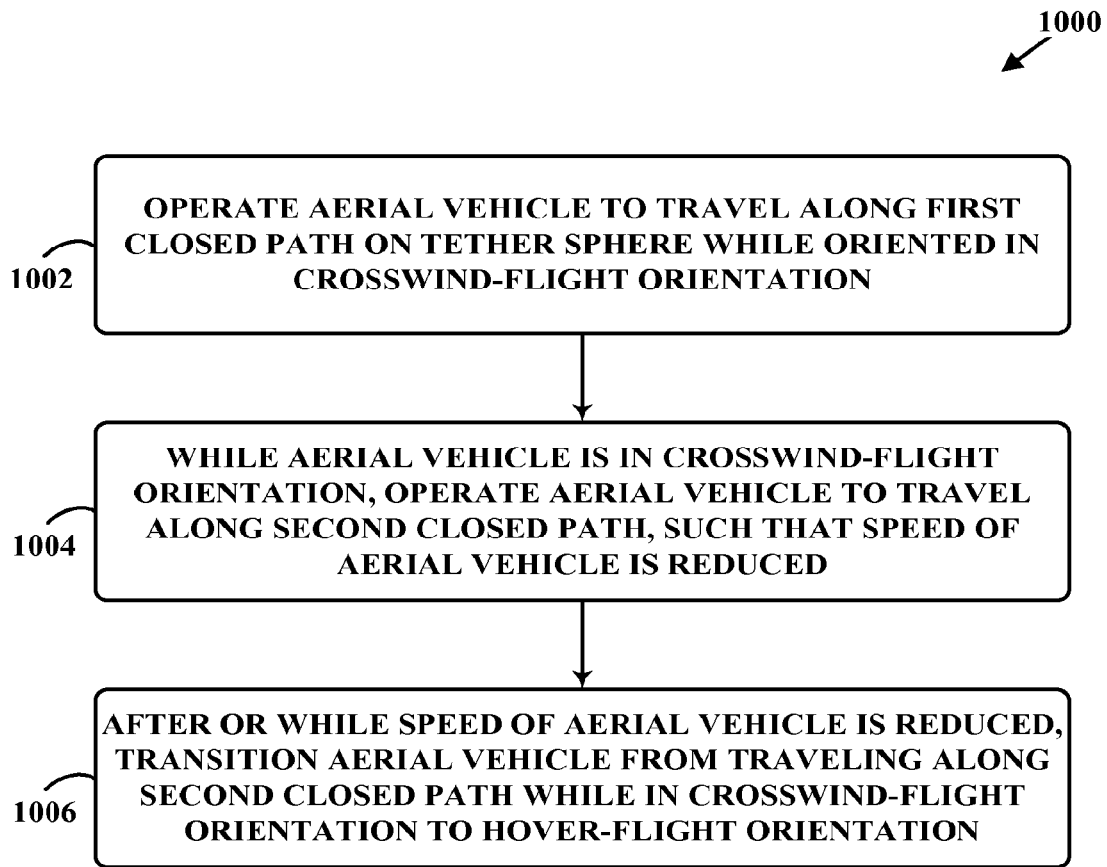 1000
OPERATE AERIAL VEHICLE TO TRAVEL ALONG FIRST
CLOSED PATH ON TETHER SPHERE WHILE ORIENTED IN
CROSSWIND-FLIGHT ORIENTATION
1002
WHILE AERIAL VEHICLE IS IN CROSSWIND-FLIGHT
ORIENTATION, OPERATE AERIAL VEHICLE TO TRAVEL
ALONG SECOND CLOSED PATH, SUCH THAT SPEED OF
AERIAL VEHICLE IS REDUCED
1004
AFTER OR WHILE SPEED OF AERIAL VEHICLE IS REDUCED,
TRANSITION AERIAL VEHICLE FROM TRAVELING ALONG
SECOND CLOSED PATH WHILE IN CROSSWIND-FLIGHT
ORIENTATION TO HOVER-FLIGHT ORIENTATION
1006